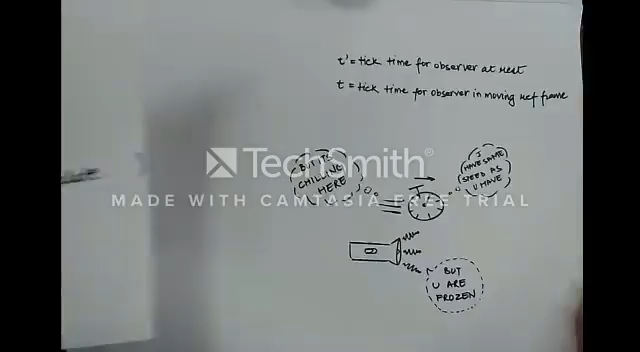 t' = tick time for observer at rest
t = tick time for observer in moving ref frame
TechSmith®
MADE WITH CAMTASIA FREE TRIAL
BUT IT'S
CHILLING
HERE
I
HAVE SAME
SPEED AS
U HAVE
BUT
U ARE
FROZEN